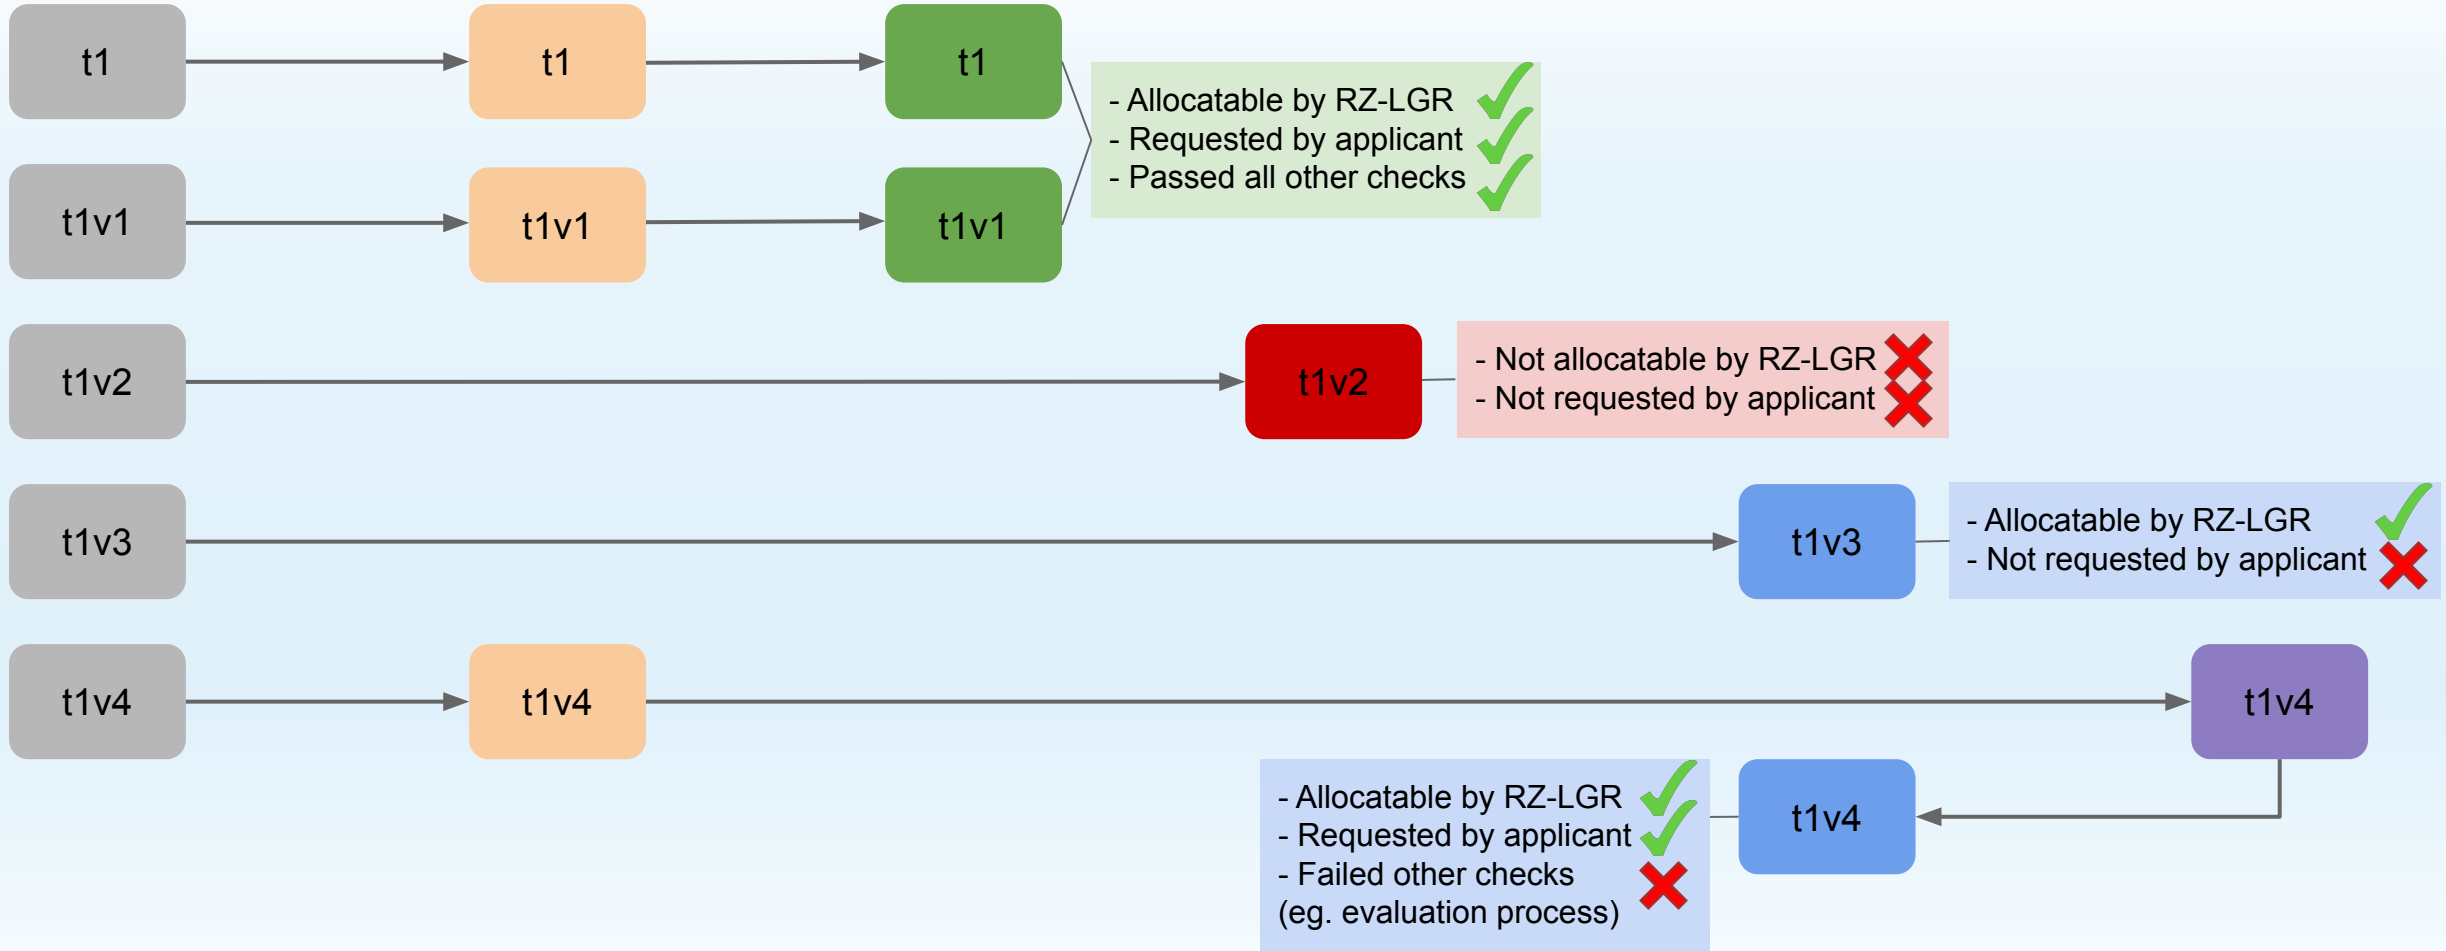 t1
t1
t1
- Allocatable by RZ-LGR
- Requested by applicant
- Passed all other checks
t1v1
t1v1
t1v1
t1v2
t1v2
- Not allocatable by RZ-LGR
- Not requested by applicant
t1v3
t1v3
- Allocatable by RZ-LGR
- Not requested by applicant
t1v4
t1v4
t1v4
- Allocatable by RZ-LGR
- Requested by applicant
- Failed other checks
(eg. evaluation process)
t1v4